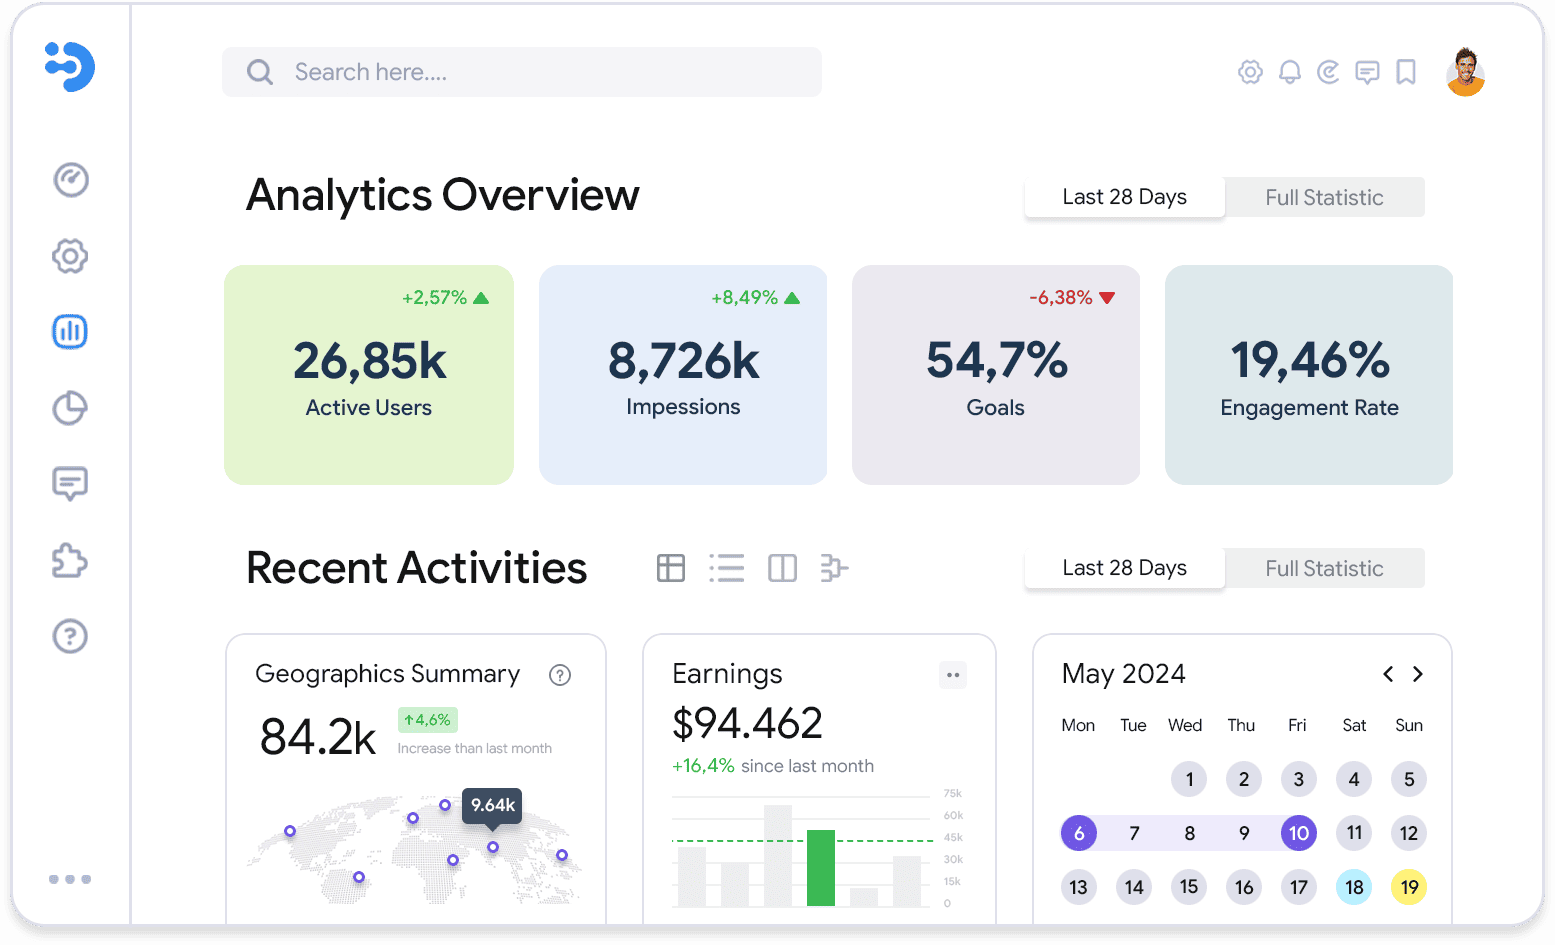 Search here....
Analytics Overview
Last 28 Days
Full Statistic
+2,57%
26,85k
Active Users
+8,49%
8,726k
Impessions
-6,38%
54,7%
Goals
19,46%
Engagement Rate
Recent Activities
Last 28 Days
Full Statistic
Geographics Summary
?
84.2k
↑4,6%
Increase than last month
9.64k
Earnings
$94.462
+16,4% since last month
75k
60k
45k
30k
15k
0
May 2024
Mon Tue Wed Thu Fri Sat Sun
1 2 3 4 5
6 7 8 9 10 11 12
13 14 15 16 17 18 19